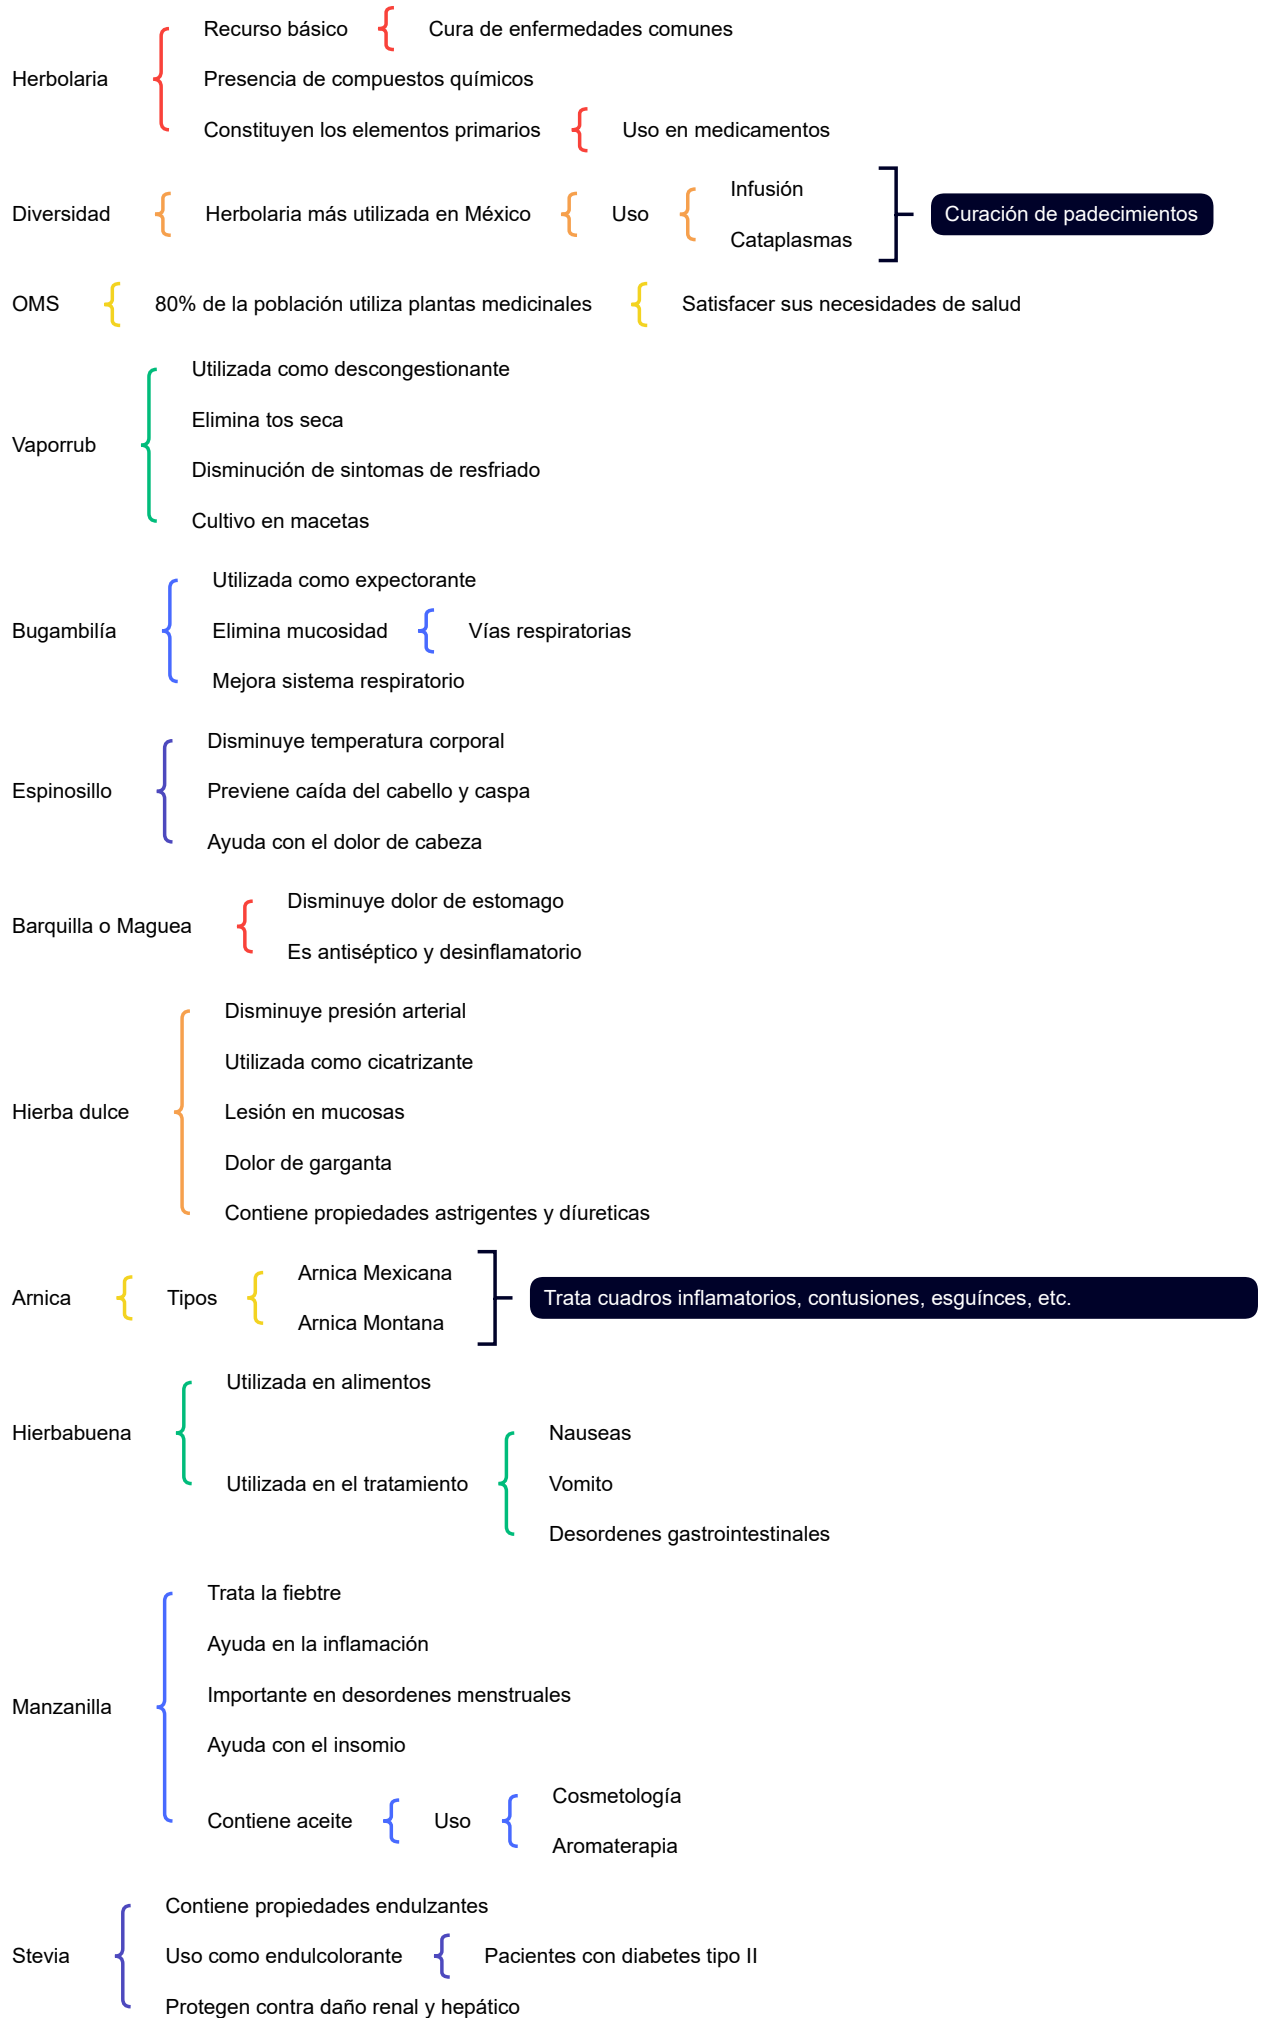 Herbolaria
Recurso básico
Cura de enfermedades comunes
Presencia de compuestos químicos
Constituyen los elementos primarios
Uso en medicamentos
Diversidad
Herbolaria más utilizada en México
Uso
Infusión
Cataplasmas
Curación de padecimientos
OMS
80% de la población utiliza plantas medicinales
Satisfacer sus necesidades de salud
Vaporrub
Utilizada como descongestionante
Elimina tos seca
Disminución de sintomas de resfriado
Cultivo en macetas
Bugambilía
Utilizada como expectorante
Elimina mucosidad
Vías respiratorias
Mejora sistema respiratorio
Espinosillo
Disminuye temperatura corporal
Previene caída del cabello y caspa
Ayuda con el dolor de cabeza
Barquilla o Maguea
Disminuye dolor de estomago
Es antiséptico y desinflamatorio
Hierba dulce
Disminuye presión arterial
Utilizada como cicatrizante
Lesión en mucosas
Dolor de garganta
Contiene propiedades astrigentes y díureticas
Arnica
Tipos
Arnica Mexicana
Arnica Montana
Trata cuadros inflamatorios, contusiones, esguínces, etc.
Hierbabuena
Utilizada en alimentos
Utilizada en el tratamiento
Nauseas
Vomito
Desordenes gastrointestinales
Manzanilla
Trata la fiebtre
Ayuda en la inflamación
Importante en desordenes menstruales
Ayuda con el insomio
Contiene aceite
Uso
Cosmetología
Aromaterapia
Stevia
Contiene propiedades endulzantes
Uso como endulcolorante
Pacientes con diabetes tipo II
Protegen contra daño renal y hepático